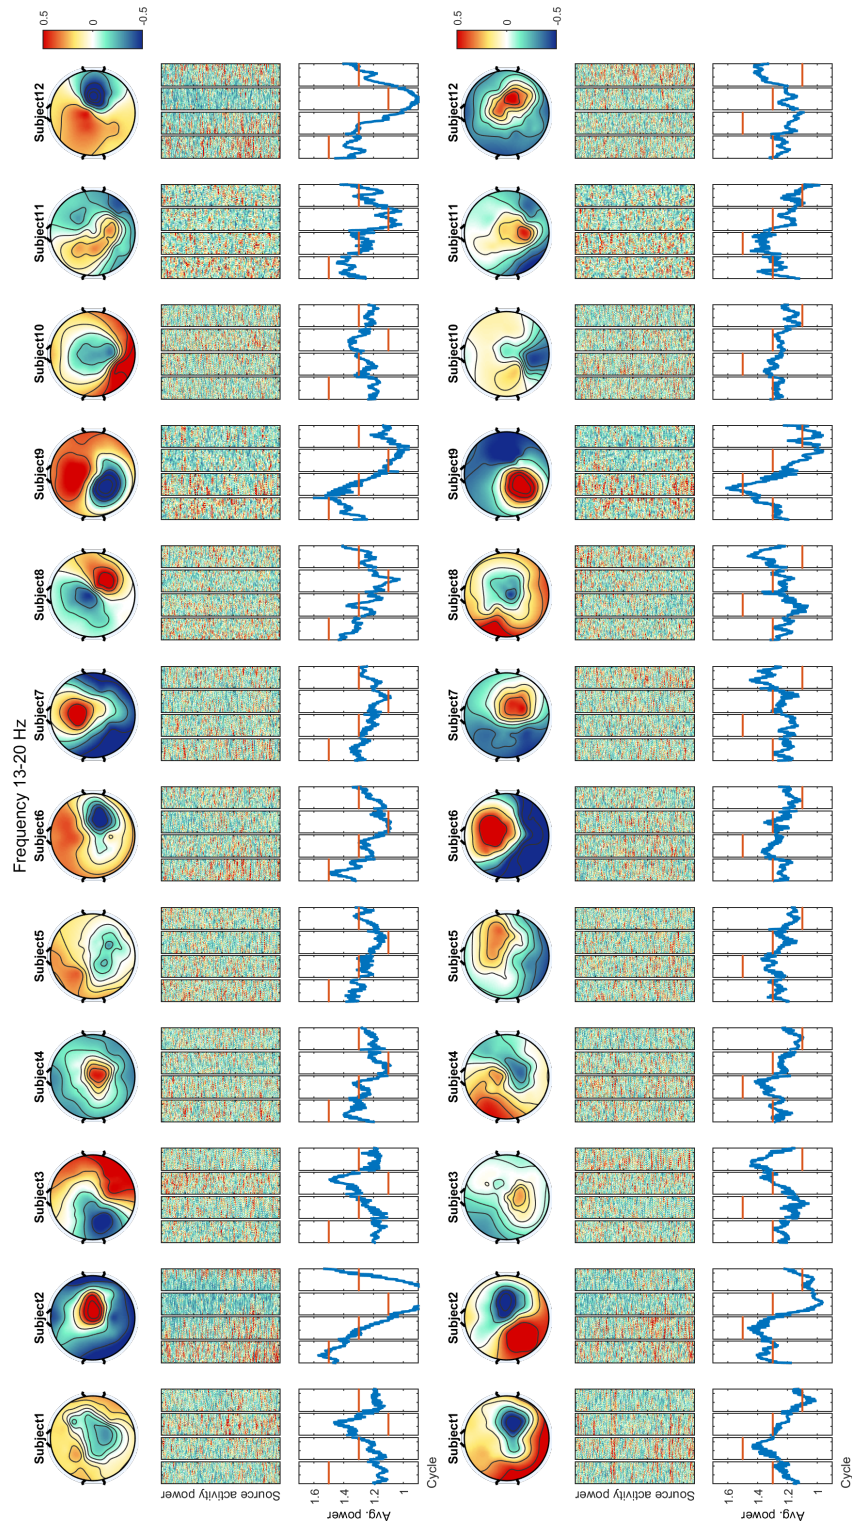 Frequency 13-20 Hz
Subject1
Subject2
Subject3
Subject4
Subject5
Subject6
Subject7
Subject8
Subject9
Subject10
Subject11
Subject12
0.5
0
-0.5
Source activity power
Avg. power
1.6
1.4
1.2
1
Cycle
Subject1
Subject2
Subject3
Subject4
Subject5
Subject6
Subject7
Subject8
Subject9
Subject10
Subject11
Subject12
0.5
0
-0.5
Source activity power
Avg. power
1.6
1.4
1.2
1
Cycle